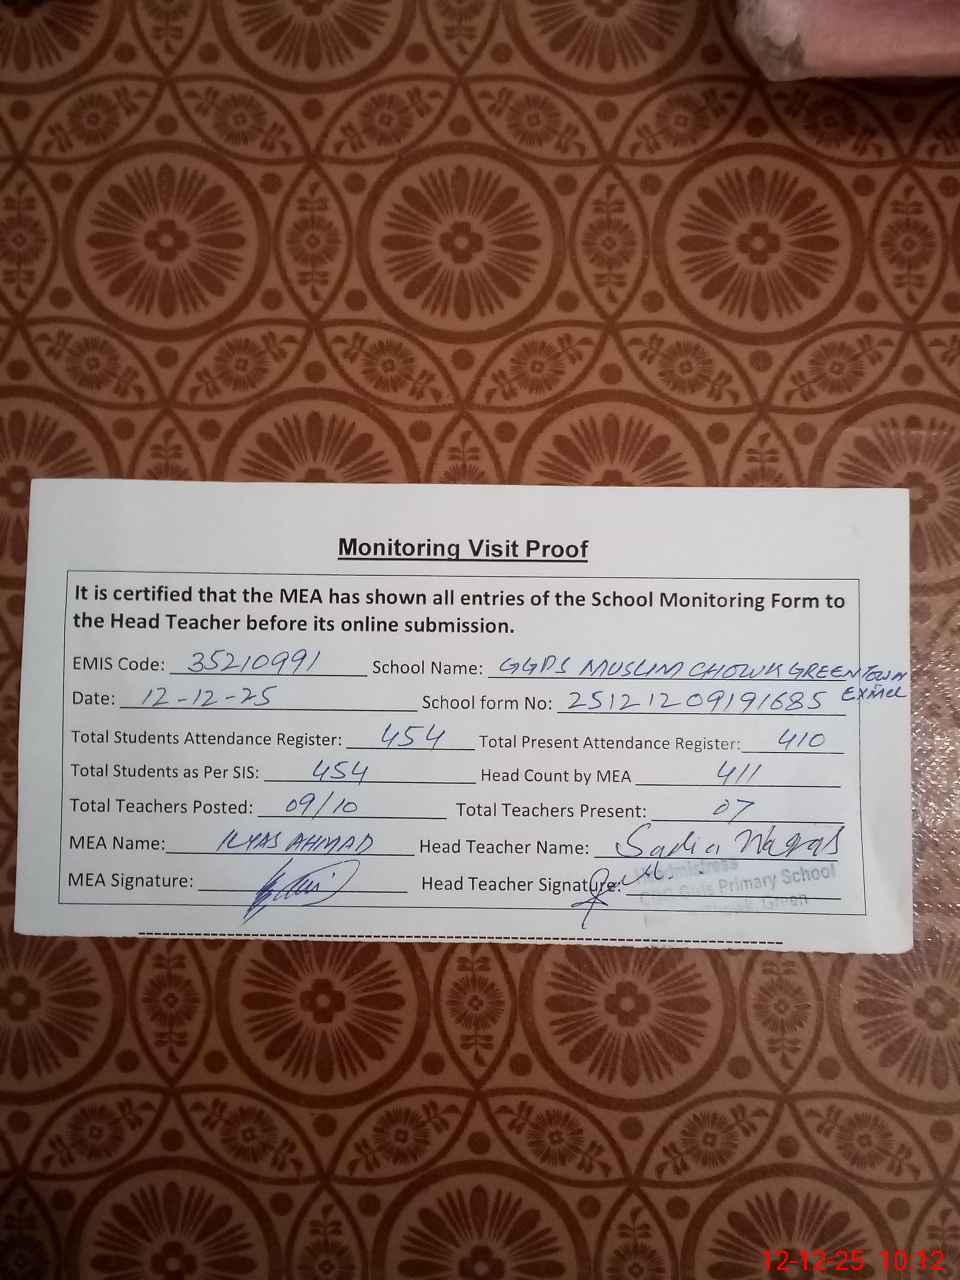 Monitoring Visit Proof
It is certified that the MEA has shown all entries of the School Monitoring Form to
the Head Teacher before its online submission.
EMIS Code: 35210991 School Name: GGPS MUSLIM CHOWK GREEN TOWN
Date: 12-12-25 School form No: 25121209191685
Total Students Attendance Register: 454 Total Present Attendance Register: 410
Total Students as Per SIS: 454 Head Count by MEA 411
Total Teachers Posted: 09/10 Total Teachers Present: 07
MEA Name: ILYAS AHMAD Head Teacher Name: Sadia
MEA Signature: Head Teacher Signature:
Headmistress
Girls Primary School
Green
12-12-25 10:12